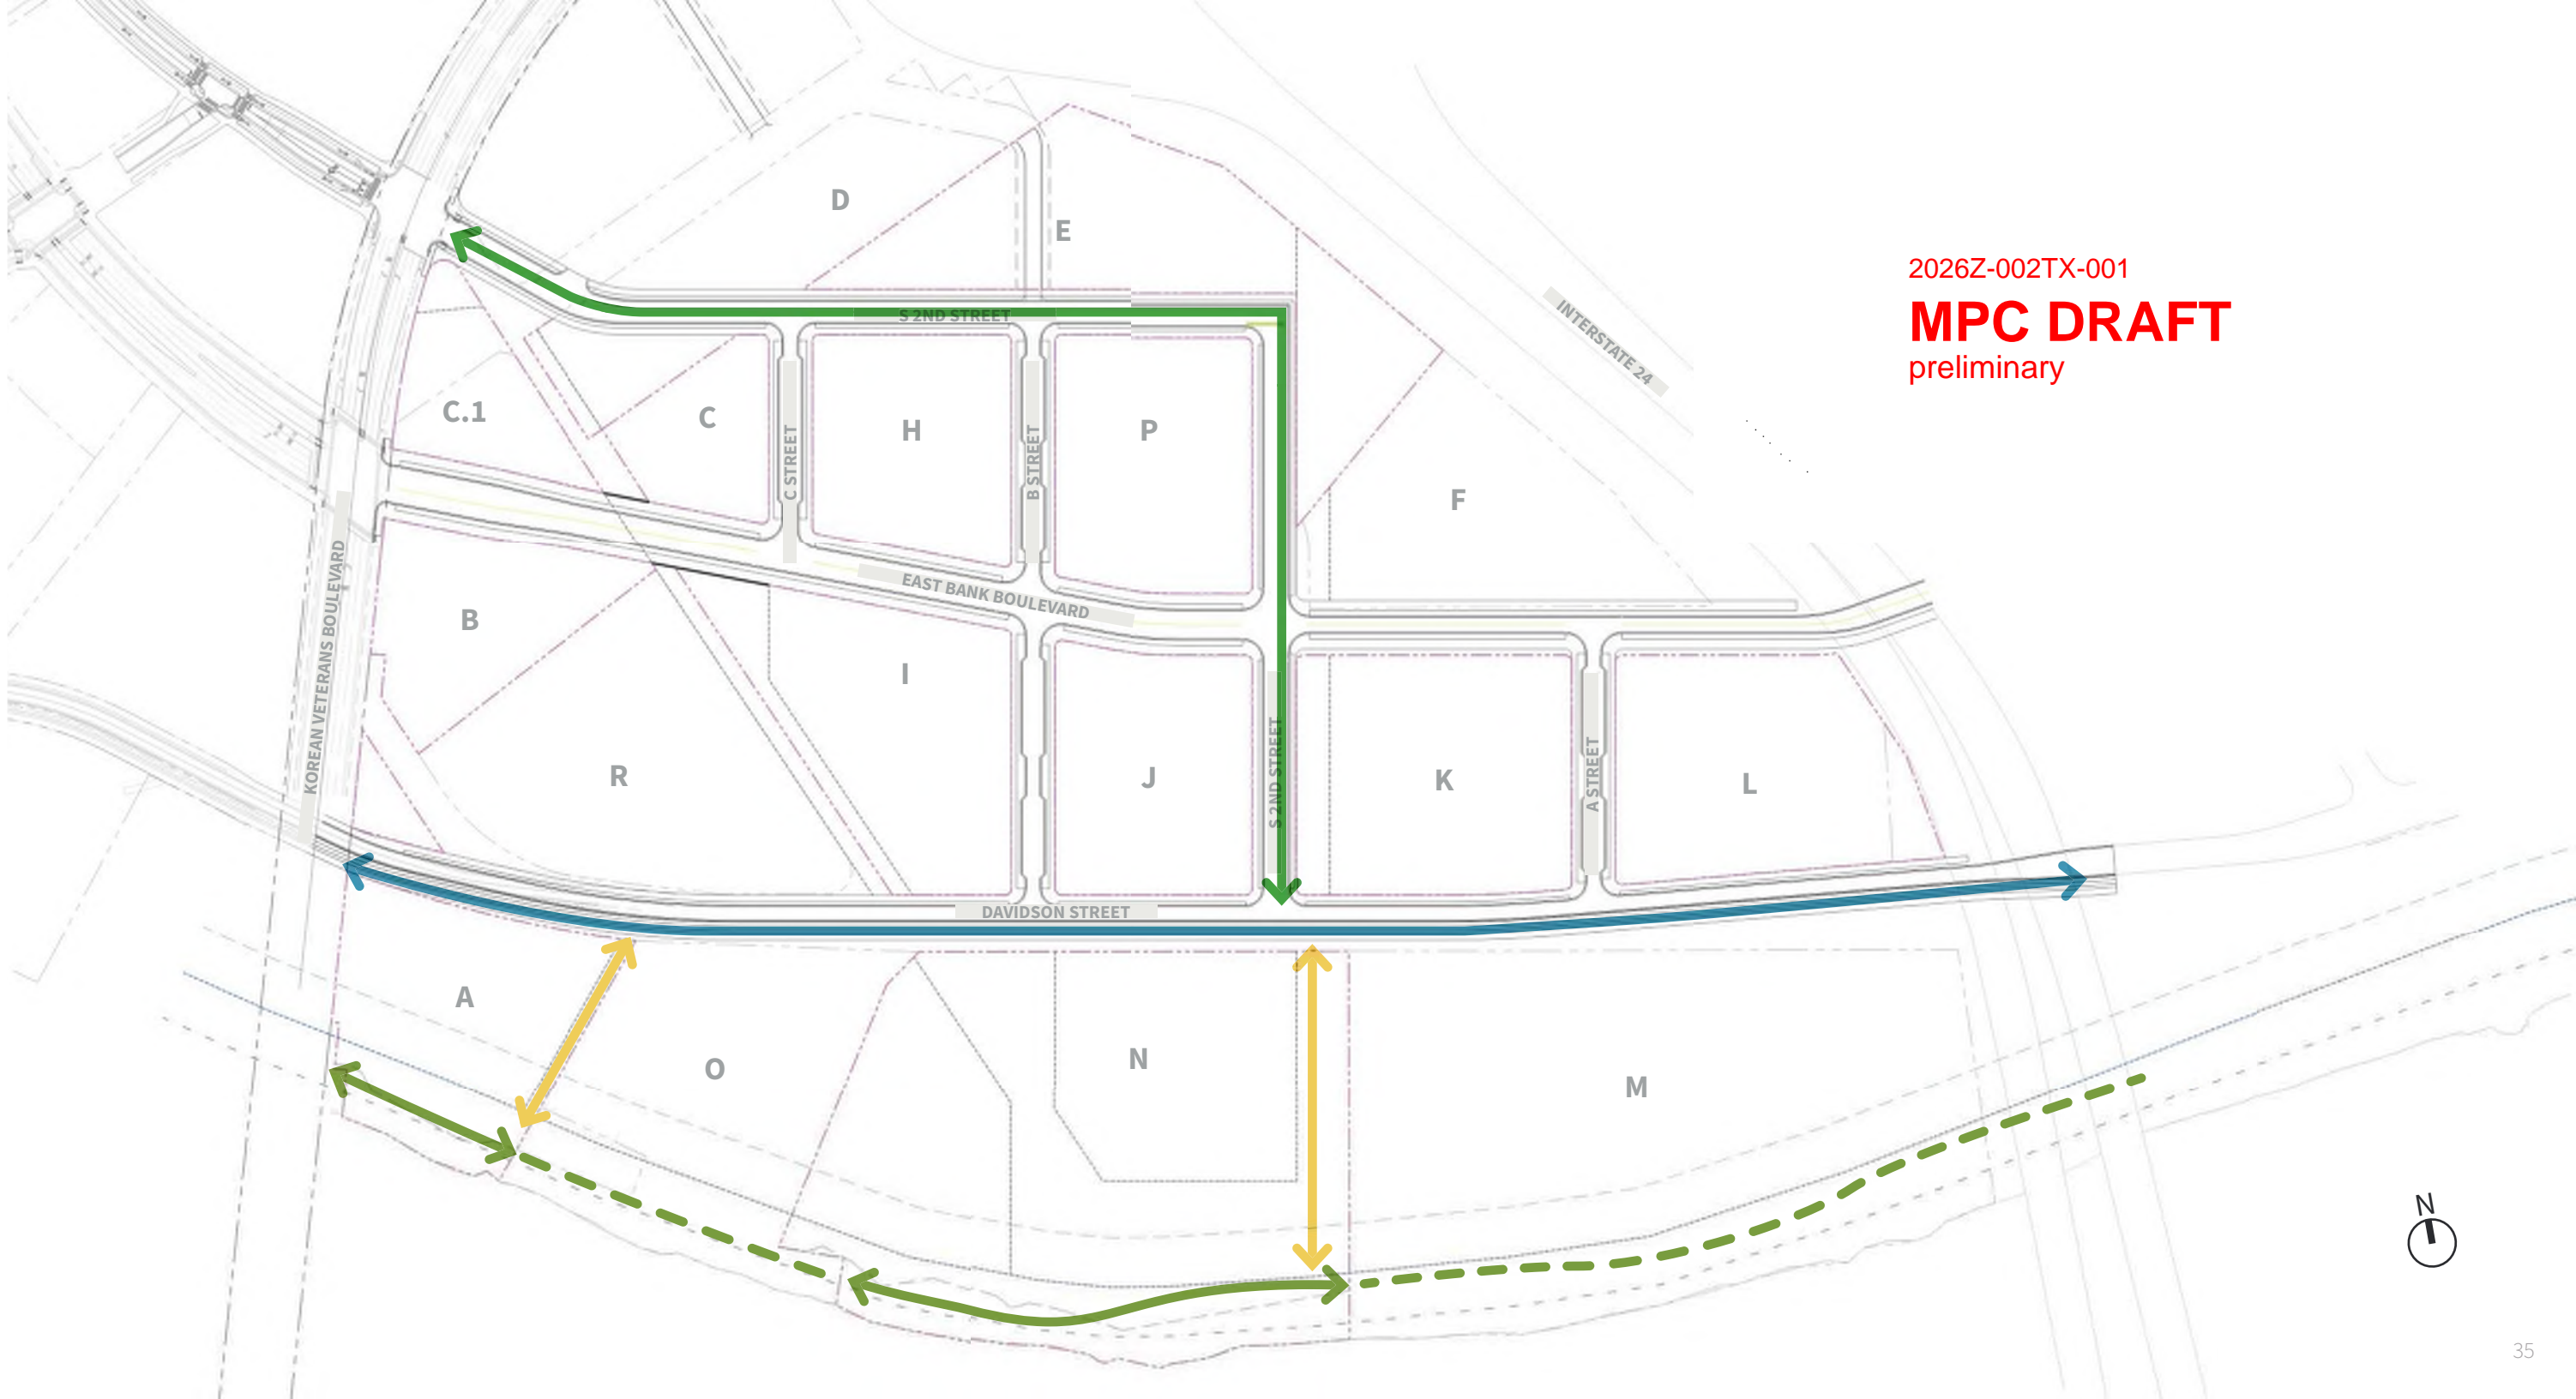 D
E
2026Z-002TX-001
MPC DRAFT
preliminary
S 2ND STREET
INTERSTATE 24
C.1
C
C STREET
H
B STREET
P
F
KOREAN VETERANS BOULEVARD
EAST BANK BOULEVARD
B
I
R
J
S 2ND STREET
K
A STREET
L
DAVIDSON STREET
A
O
N
M
N
35